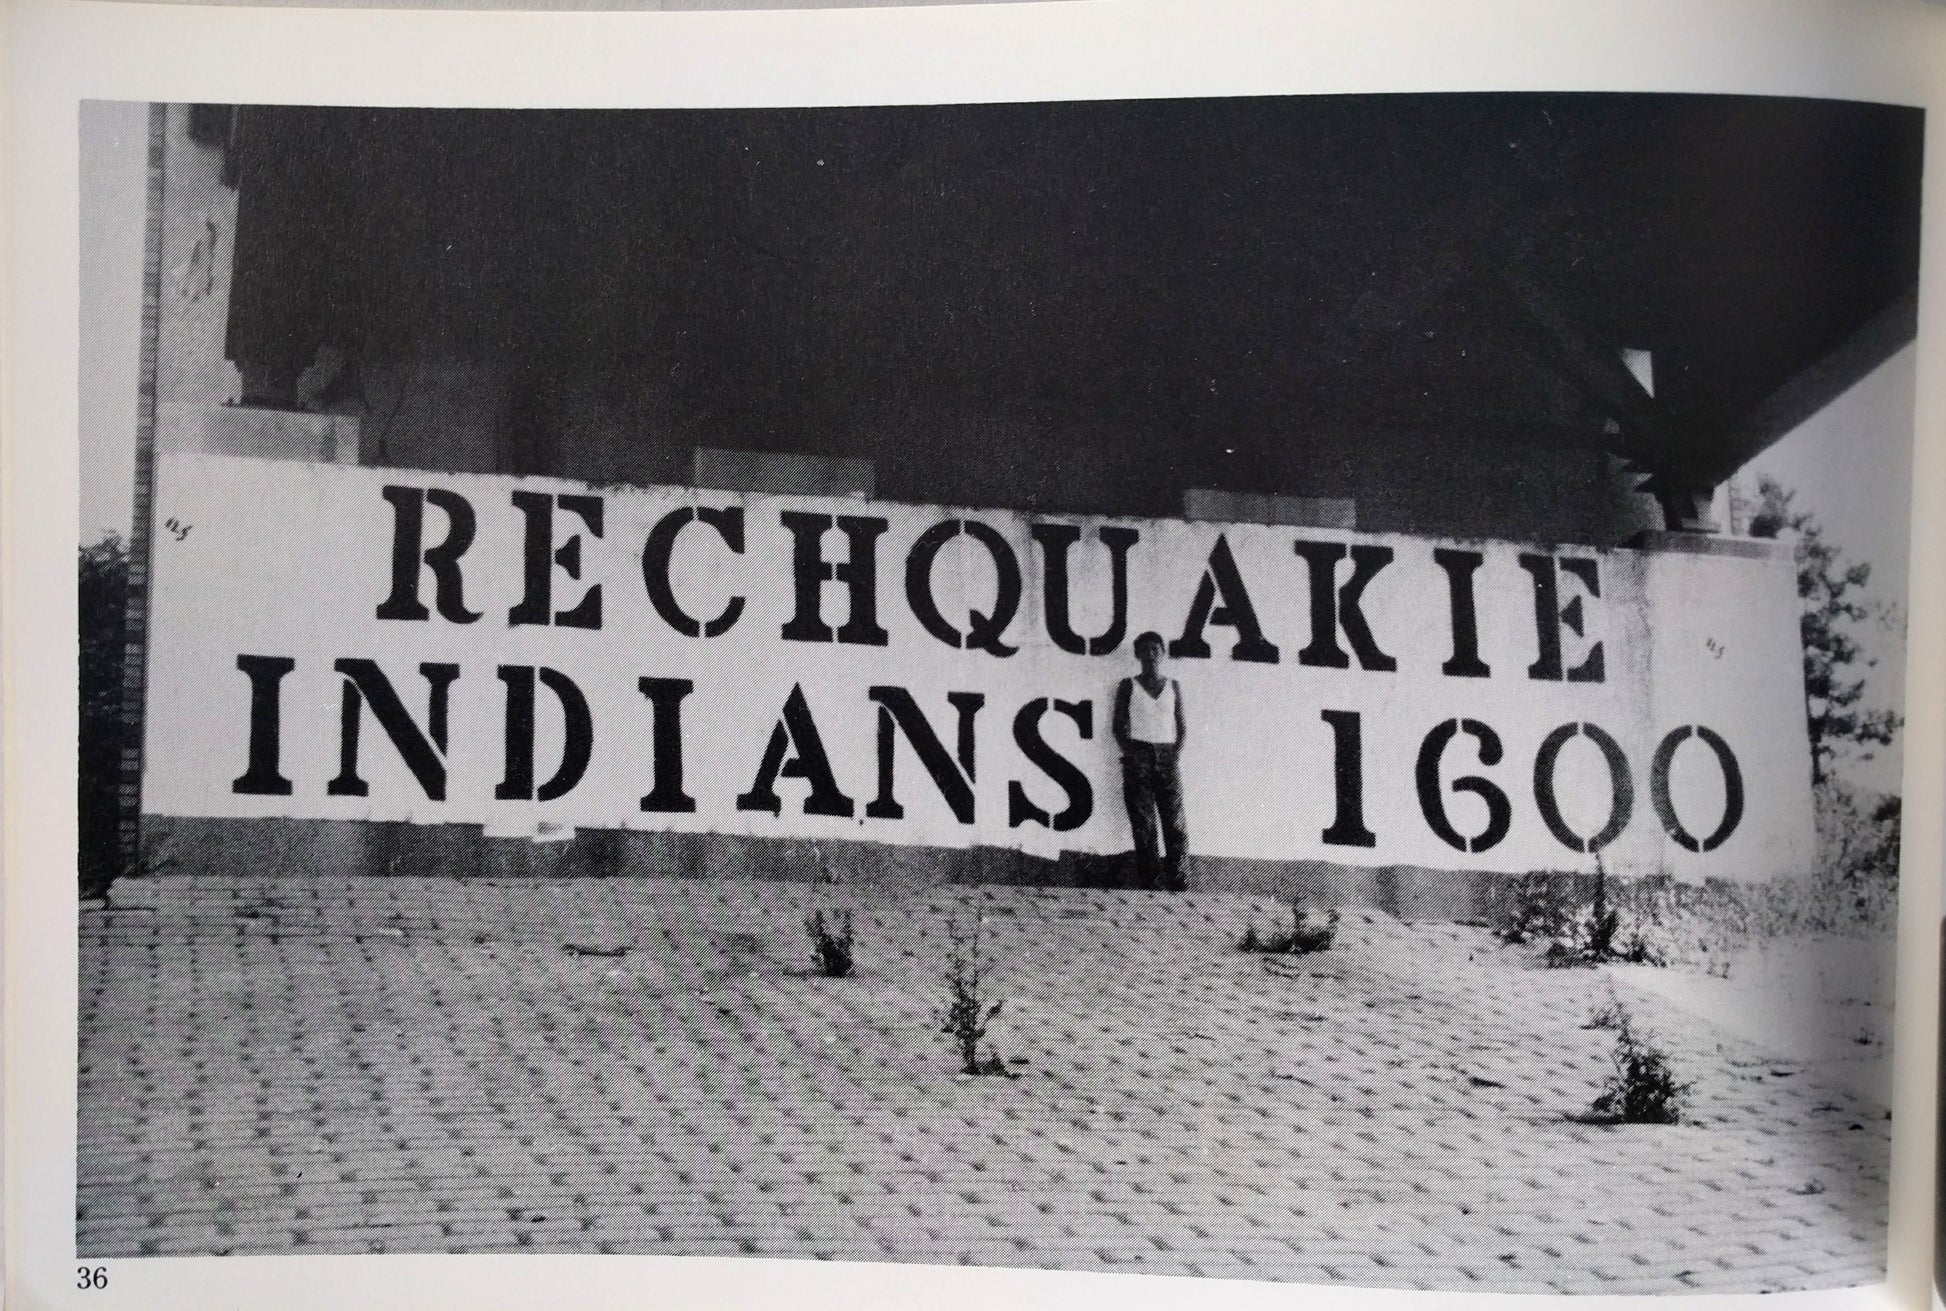 RECHQUAKIE
INDIANS 1600
36